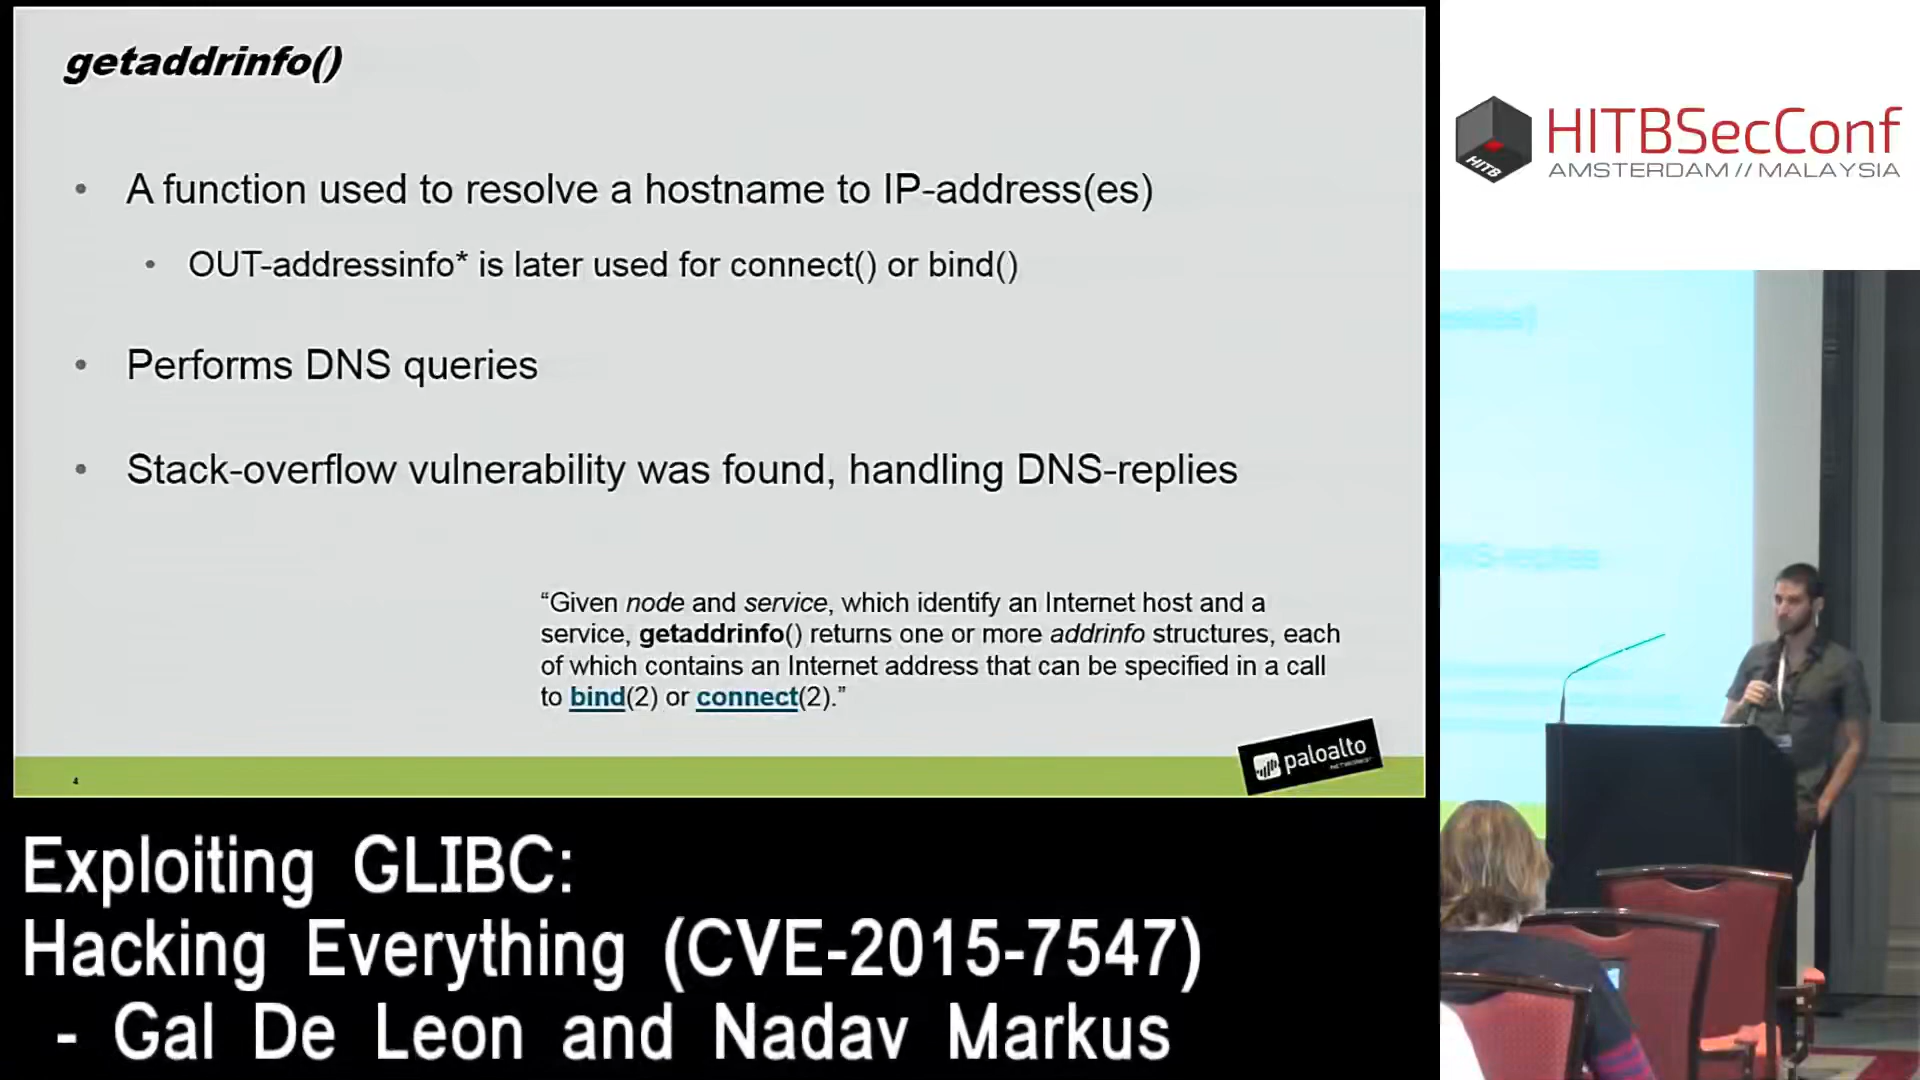 getaddrinfo()
• A function used to resolve a hostname to IP-address(es)
• OUT-addressinfo* is later used for connect() or bind()
• Performs DNS queries
• Stack-overflow vulnerability was found, handling DNS-replies
“Given node and service, which identify an Internet host and a
service, getaddrinfo() returns one or more addrinfo structures, each
of which contains an Internet address that can be specified in a call
to bind(2) or connect(2).”
4
paloalto
NETWORKS
HITB
HITBSecConf
AMSTERDAM // MALAYSIA
Exploiting GLIBC:
Hacking Everything (CVE-2015-7547)
- Gal De Leon and Nadav Markus